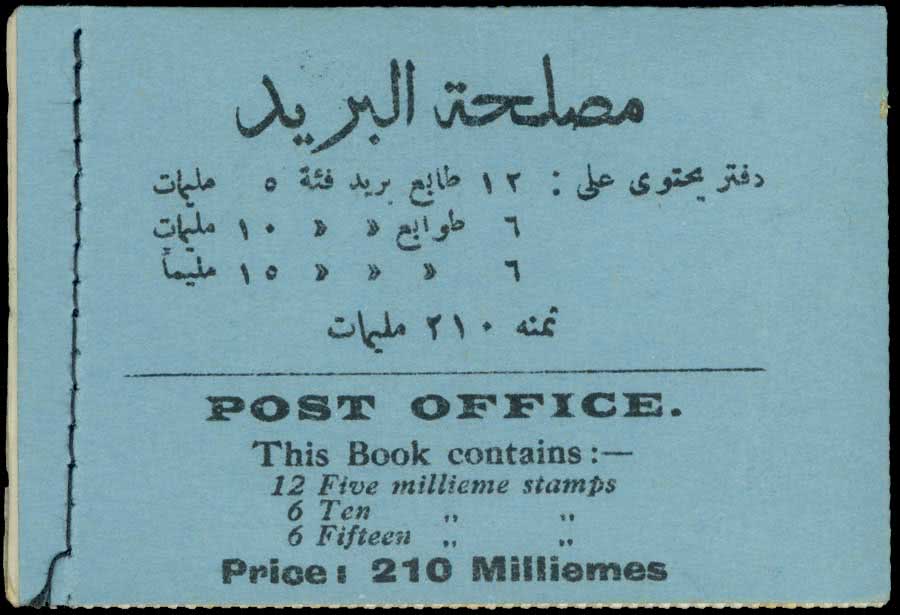 مصلحة البريد
دفتر يحتوى على : ١٢ طابع بريد فئة ٥ مليمات
٦ طوابع » » ١٠ مليمات
٦ » » » ١٥ مليماً
ثمنه ٢١٠ مليمات
POST OFFICE.
This Book contains :—
12 Five millieme stamps
6 Ten „ „
6 Fifteen „ „
Price : 210 Milliemes